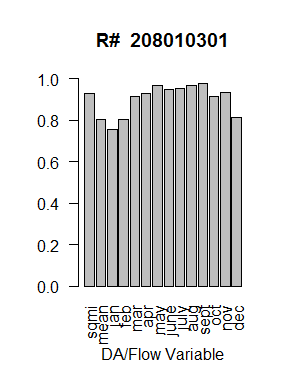 R# 208010301
1.0
0.8
0.6
0.4
0.2
0.0
sqmi
mean
jan
feb
mar
apr
may
june
july
aug
sept
oct
nov
dec
DA/Flow Variable